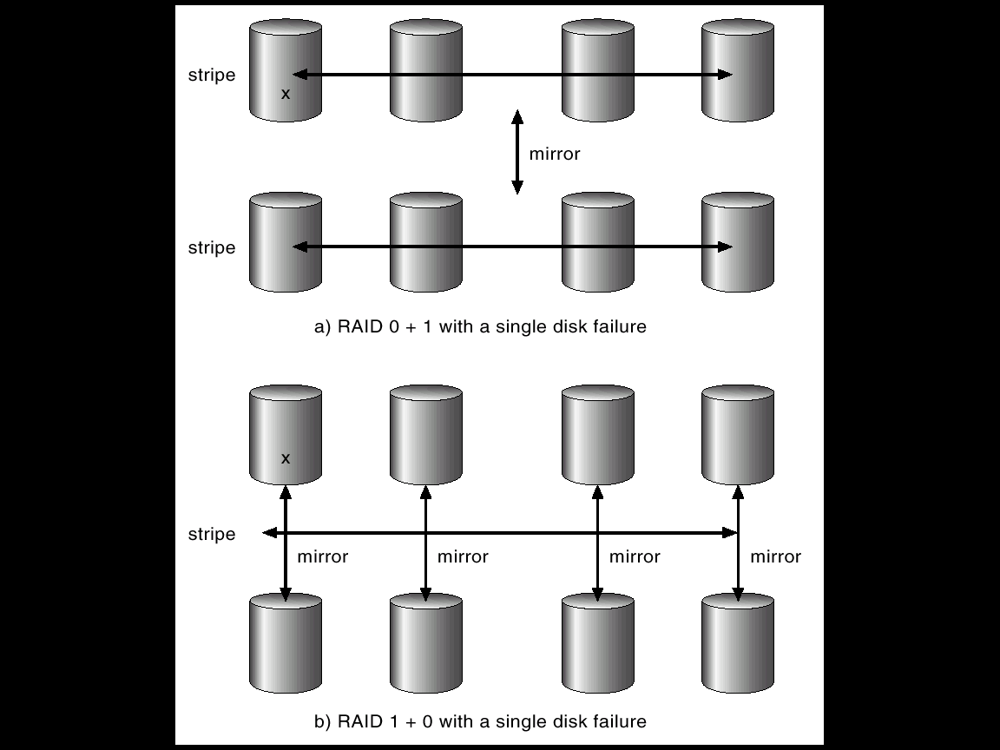 stripe
x
mirror
stripe
a) RAID 0 + 1 with a single disk failure
x
stripe
mirror mirror mirror mirror
b) RAID 1 + 0 with a single disk failure